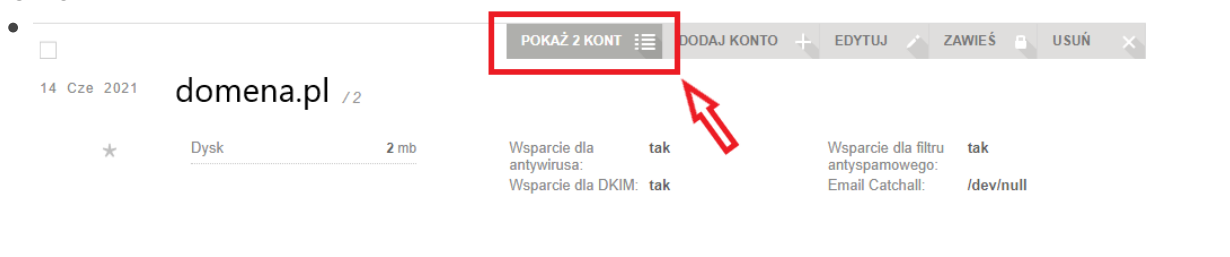 POKAŻ 2 KONT DODAJ KONTO EDYTUJ ZAWIEŚ USUŃ
14 Cze 2021 domena.pl / 2
Dysk 2 mb
Wsparcie dla antywirusa: tak
Wsparcie dla DKIM: tak
Wsparcie dla filtru antyspamowego: tak
Email Catchall: /dev/null